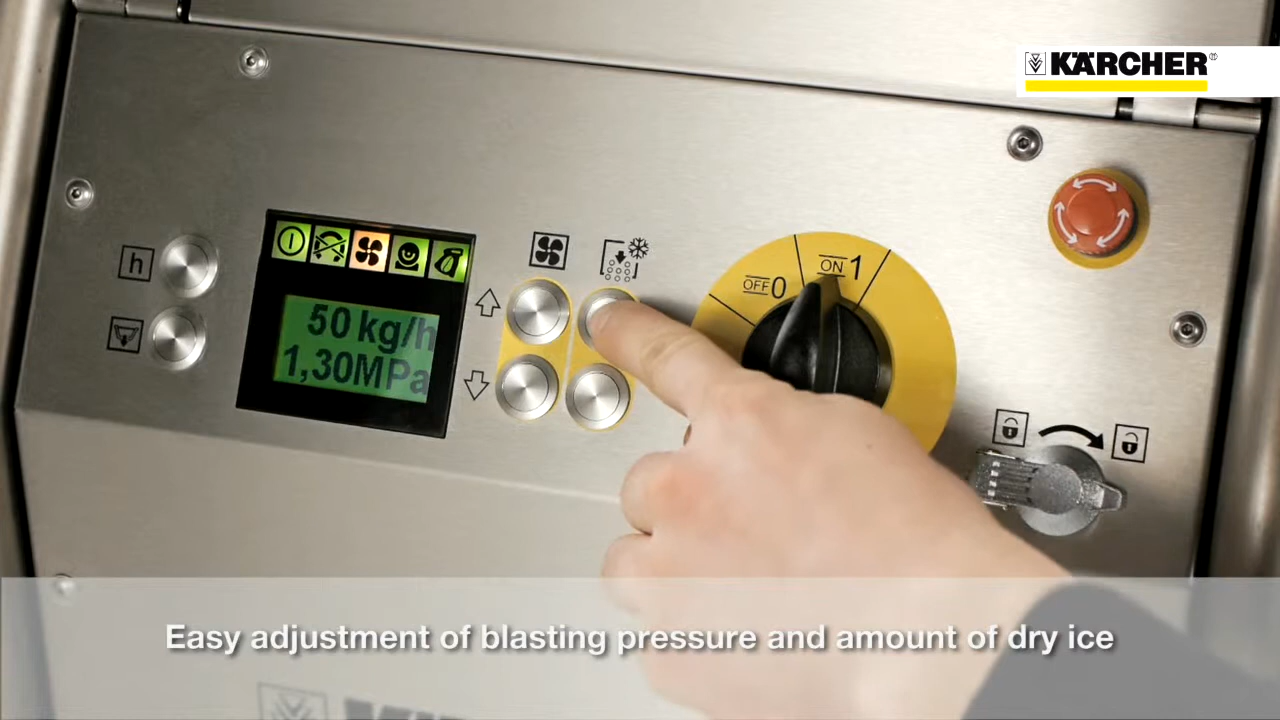 KÄRCHER®
h
50 kg/h
1,30MPa
OFF 0
ON 1
Easy adjustment of blasting pressure and amount of dry ice